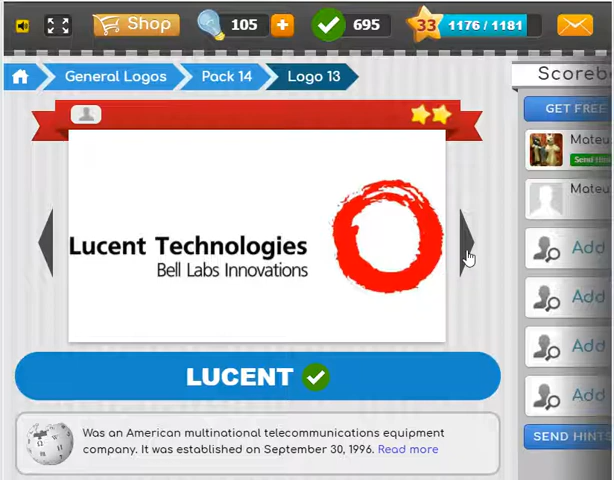 Shop
105
695
33
1176 / 1181
General Logos
Pack 14
Logo 13
Lucent Technologies
Bell Labs Innovations
LUCENT
Was an American multinational telecommunications equipment
company. It was established on September 30, 1996. Read more
Scoreb
GET FREE
Mateu
Send Hin
Mateu
Add
Add
Add
Add
SEND HINTS